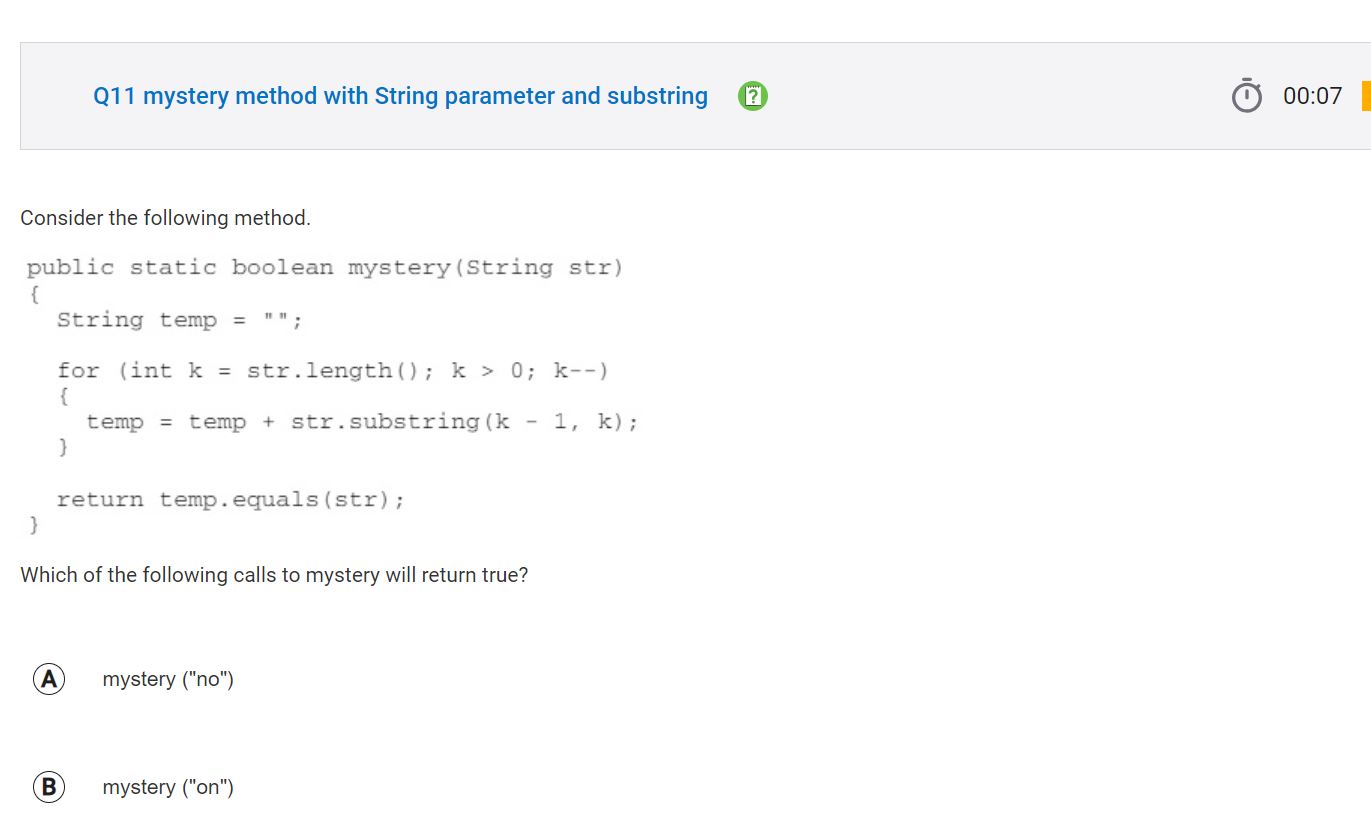 Q11 mystery method with String parameter and substring ? 00:07
Consider the following method.
public static boolean mystery(String str)
{
String temp = "";
for (int k = str.length(); k > 0; k--)
{
temp = temp + str.substring(k - 1, k);
}
return temp.equals(str);
}
Which of the following calls to mystery will return true?
A mystery ("no")
B mystery ("on")